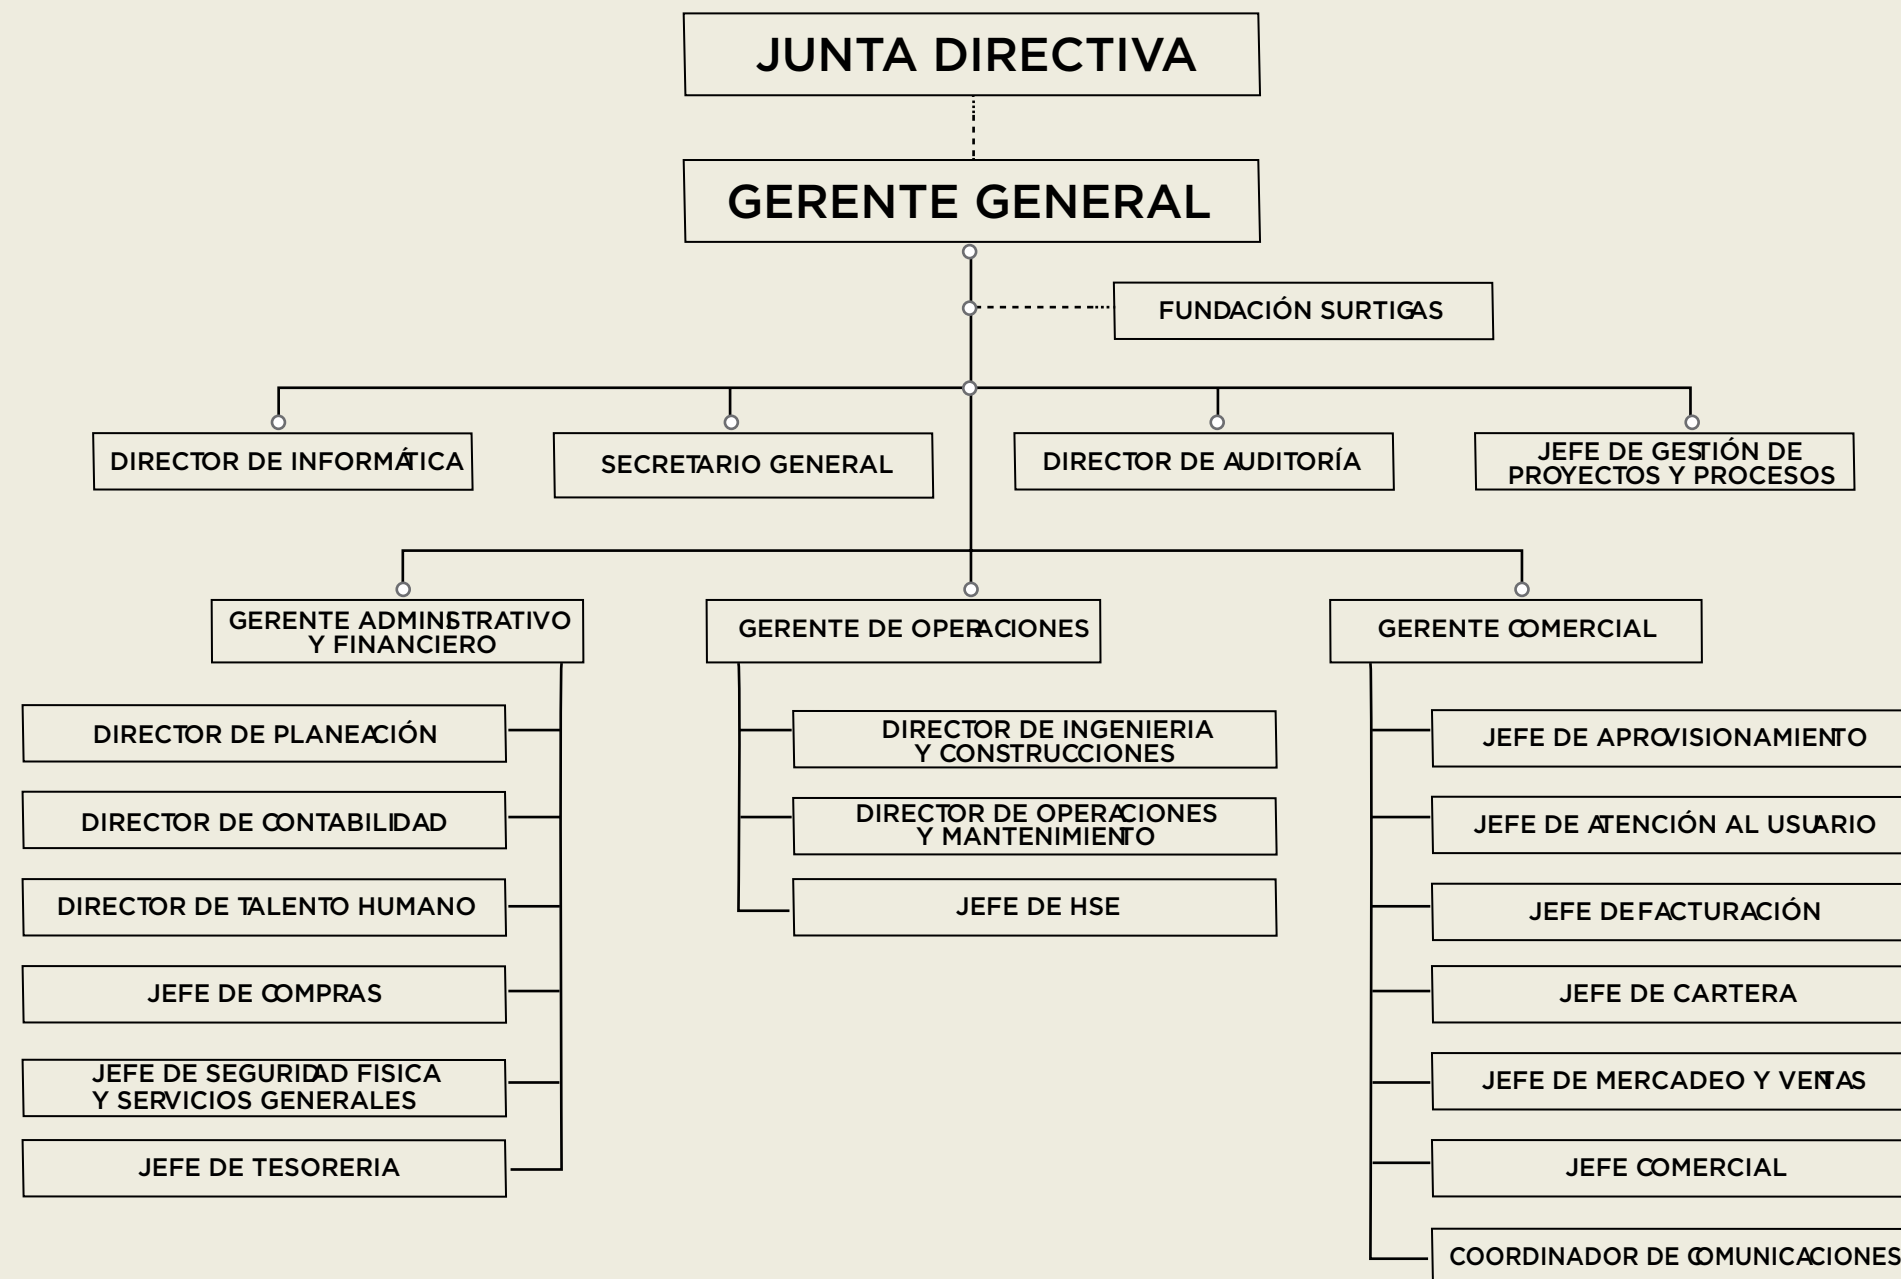 JUNTA DIRECTIVA
GERENTE GENERAL
FUNDACIÓN SURTIGAS
DIRECTOR DE INFORMÁTICA
SECRETARIO GENERAL
DIRECTOR DE AUDITORÍA
JEFE DE GESTIÓN DE
PROYECTOS Y PROCESOS
GERENTE ADMINSTRATIVO
Y FINANCIERO
GERENTE DE OPERACIONES
GERENTE COMERCIAL
DIRECTOR DE PLANEACIÓN
DIRECTOR DE CONTABILIDAD
DIRECTOR DE TALENTO HUMANO
JEFE DE COMPRAS
JEFE DE SEGURIDAD FISICA
Y SERVICIOS GENERALES
JEFE DE TESORERIA
DIRECTOR DE INGENIERIA
Y CONSTRUCCIONES
DIRECTOR DE OPERACIONES
Y MANTENIMIENTO
JEFE DE HSE
JEFE DE APROVISIONAMIENTO
JEFE DE ATENCIÓN AL USUARIO
JEFE DE FACTURACIÓN
JEFE DE CARTERA
JEFE DE MERCADEO Y VENTAS
JEFE COMERCIAL
COORDINADOR DE COMUNICACIONES